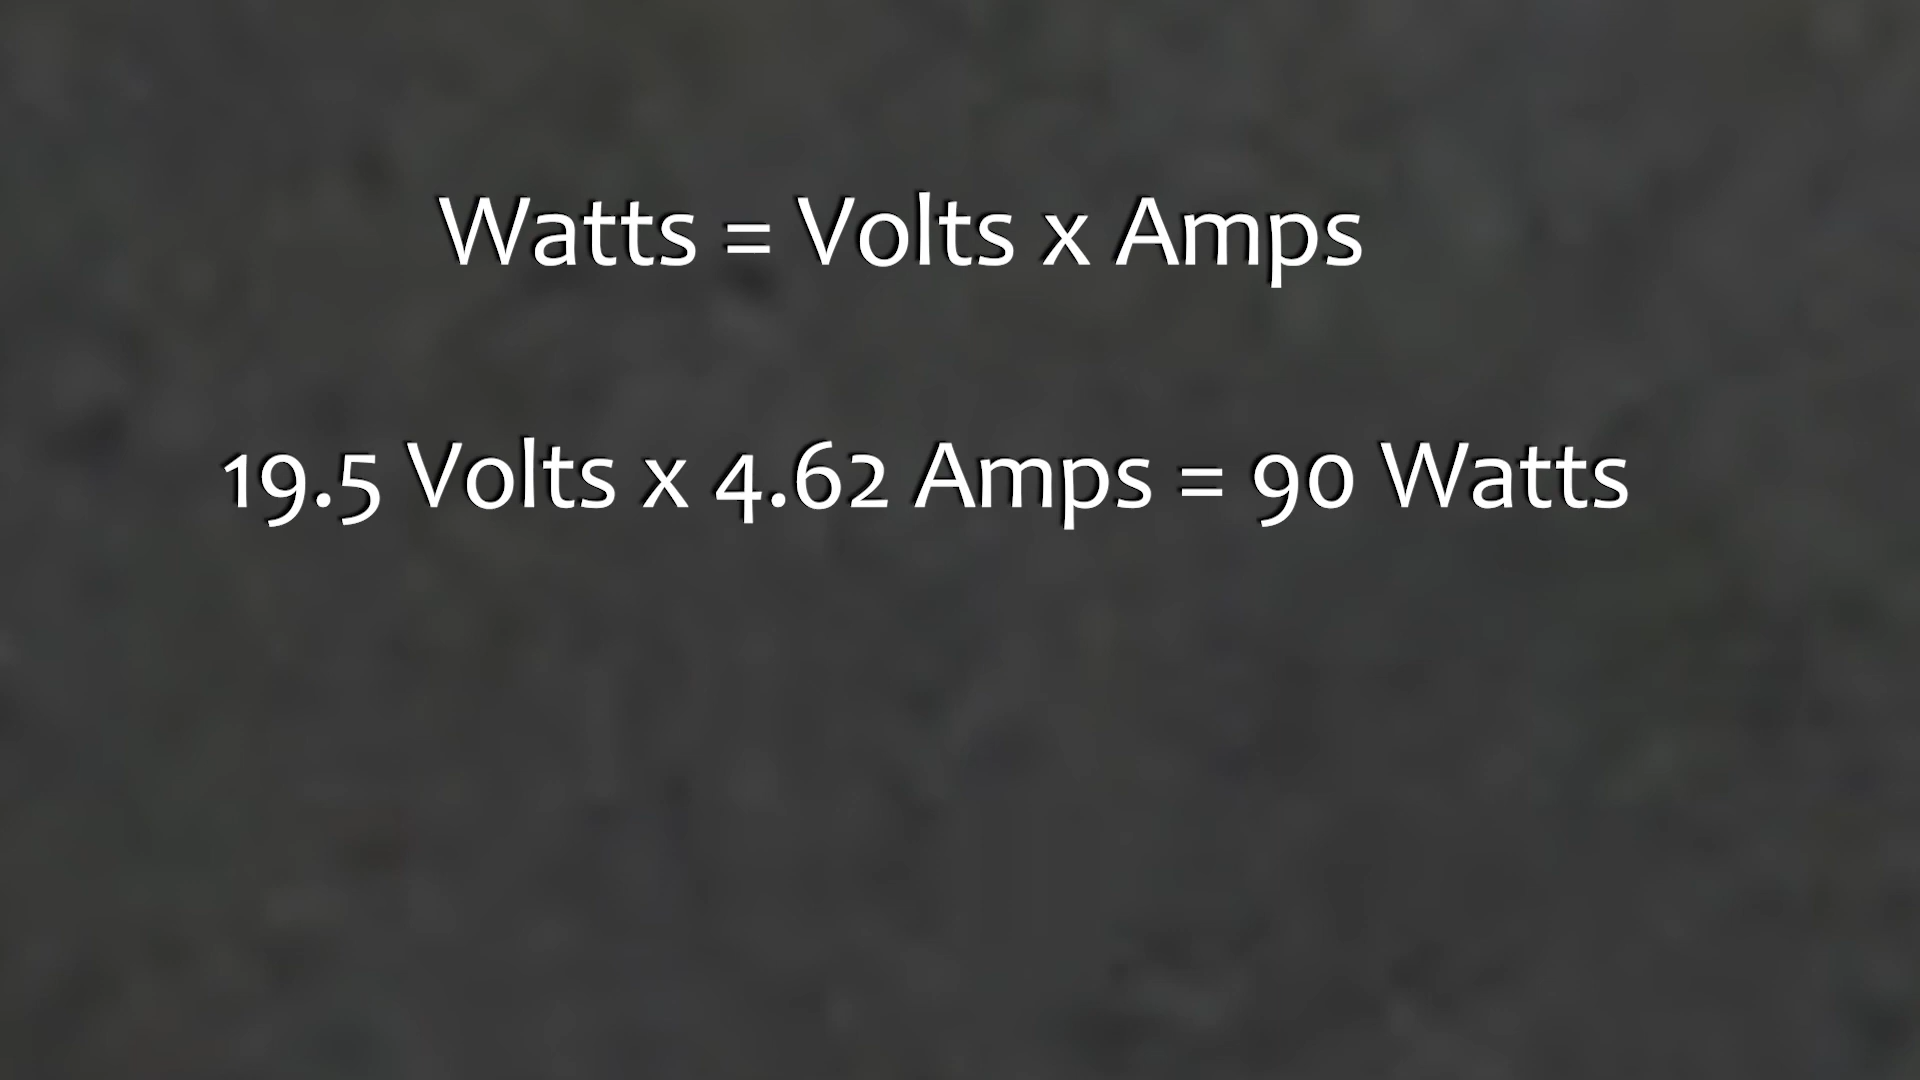 Watts = Volts x Amps
19.5 Volts x 4.62 Amps = 90 Watts